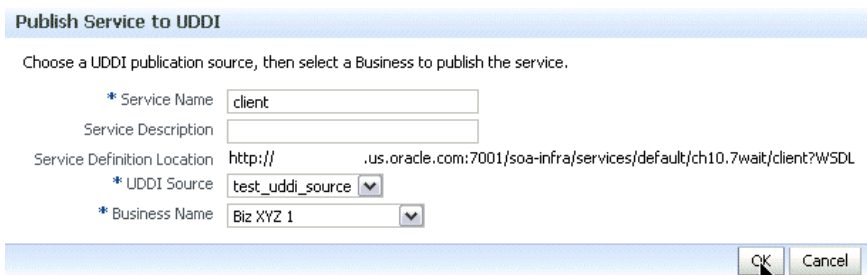 Publish Service to UDDI
Choose a UDDI publication source, then select a Business to publish the service.
* Service Name client
Service Description
Service Definition Location http:// .us.oracle.com:7001/soa-infra/services/default/ch10.7wait/client?WSDL
* UDDI Source test_uddi_source
* Business Name Biz XYZ 1
OK Cancel